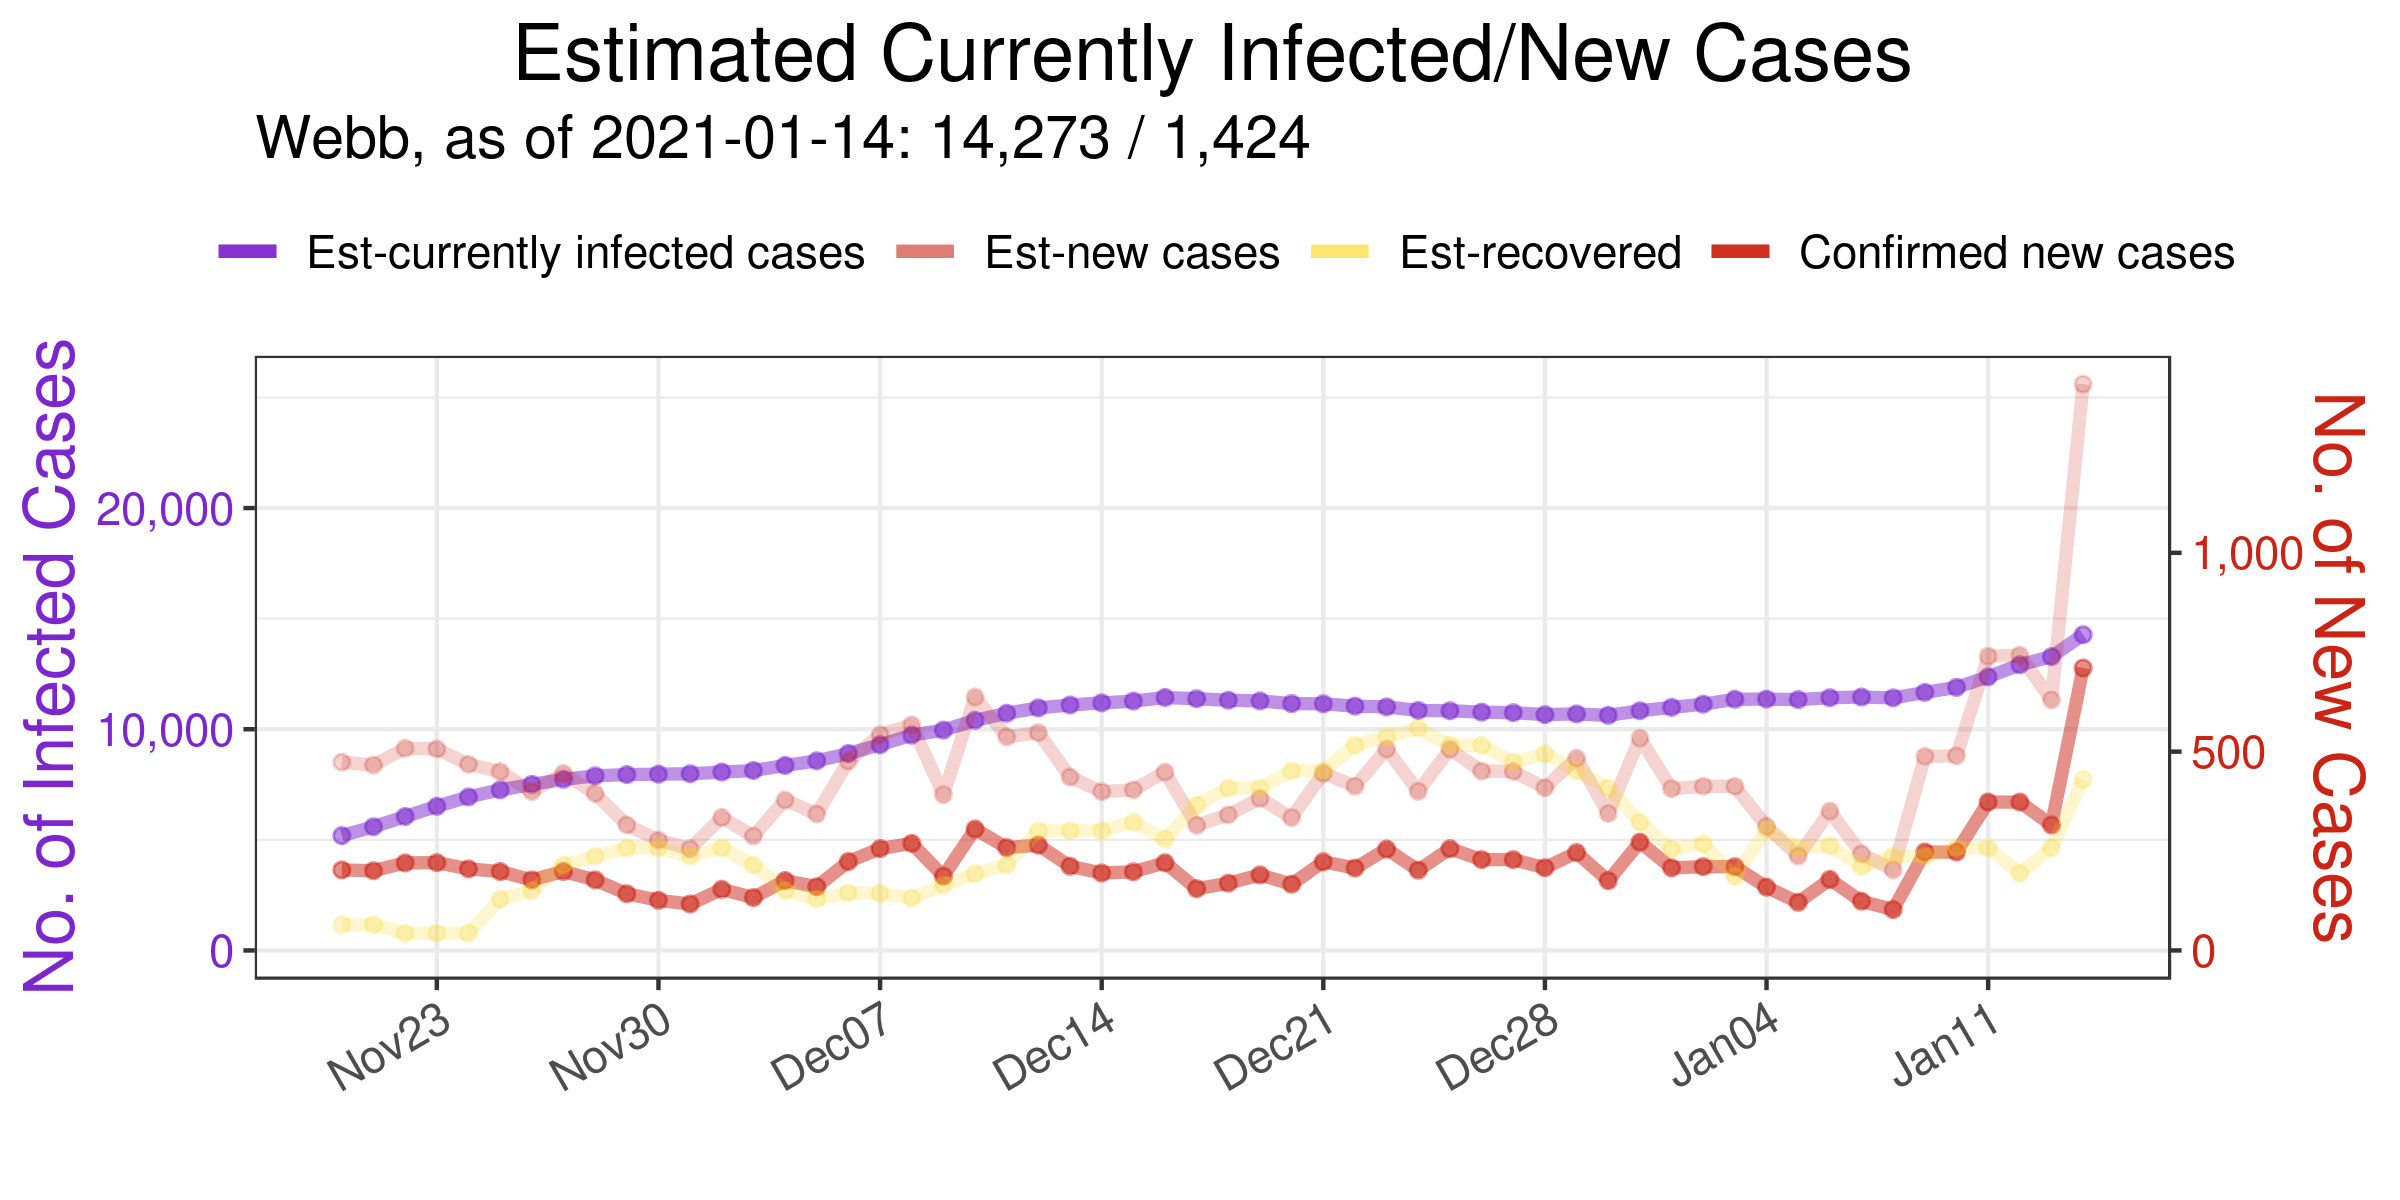 Estimated Currently Infected/New Cases
Webb, as of 2021-01-14: 14,273 / 1,424
Est-currently infected cases Est-new cases Est-recovered Confirmed new cases
No. of Infected Cases
20,000
10,000
0
1,000
500
0
No. of New Cases
Nov23 Nov30 Dec07 Dec14 Dec21 Dec28 Jan04 Jan11